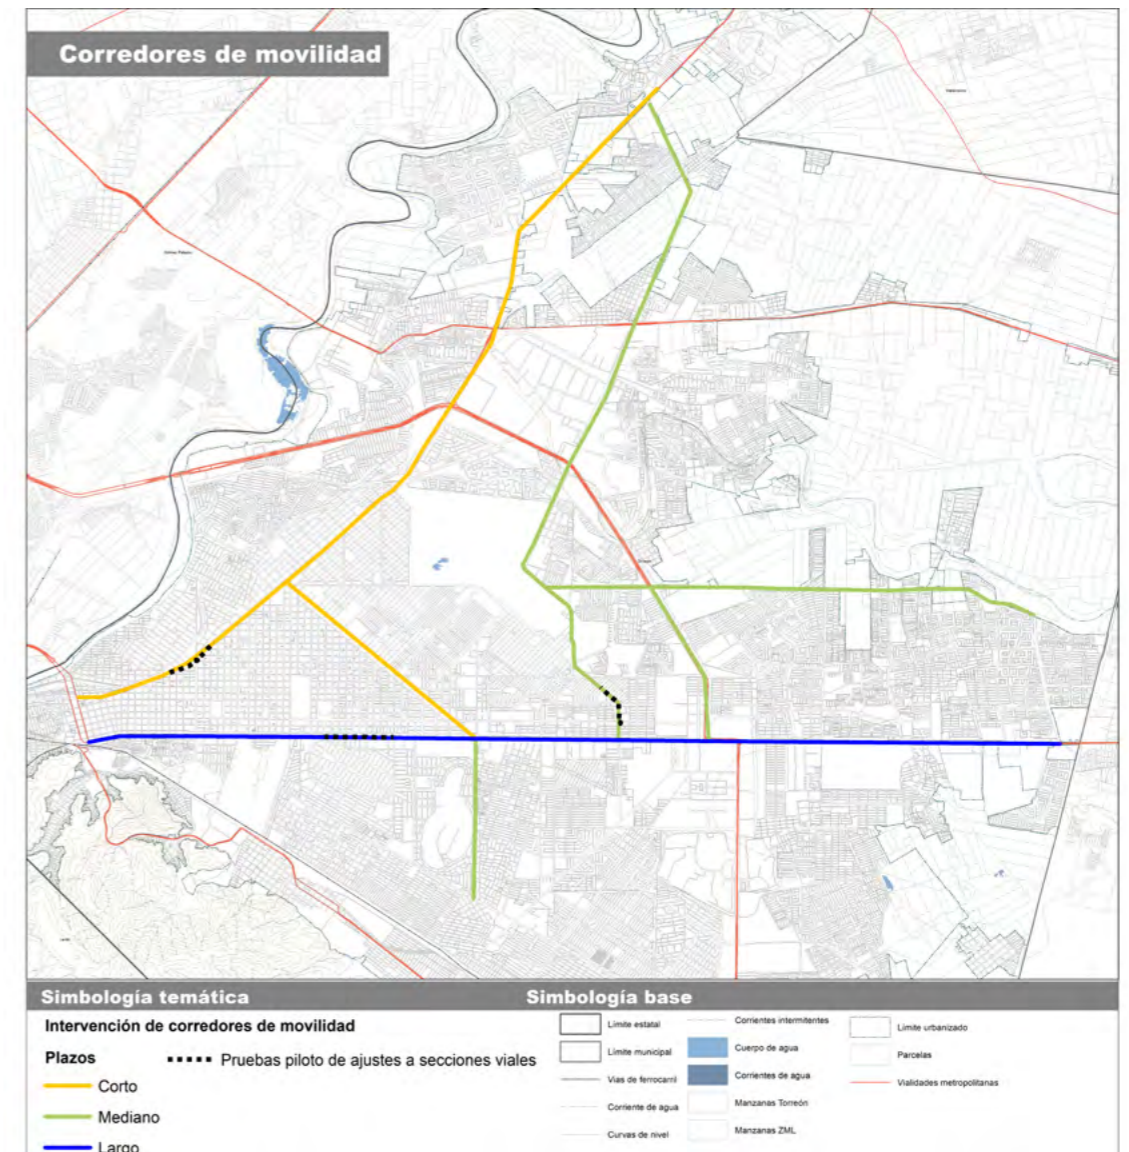 Corredores de movilidad
Simbología temática
Simbología base
Intervención de corredores de movilidad
Plazos
Pruebas piloto de ajustes a secciones viales
Corto
Mediano
Largo
Límite estatal
Límite municipal
Vías de ferrocarril
Corriente de agua
Curvas de nivel
Corrientes intermitentes
Cuerpo de agua
Corrientes de agua
Manzanas Torreón
Manzanas ZML
Límite urbanizado
Parcelas
Vialidades metropolitanas